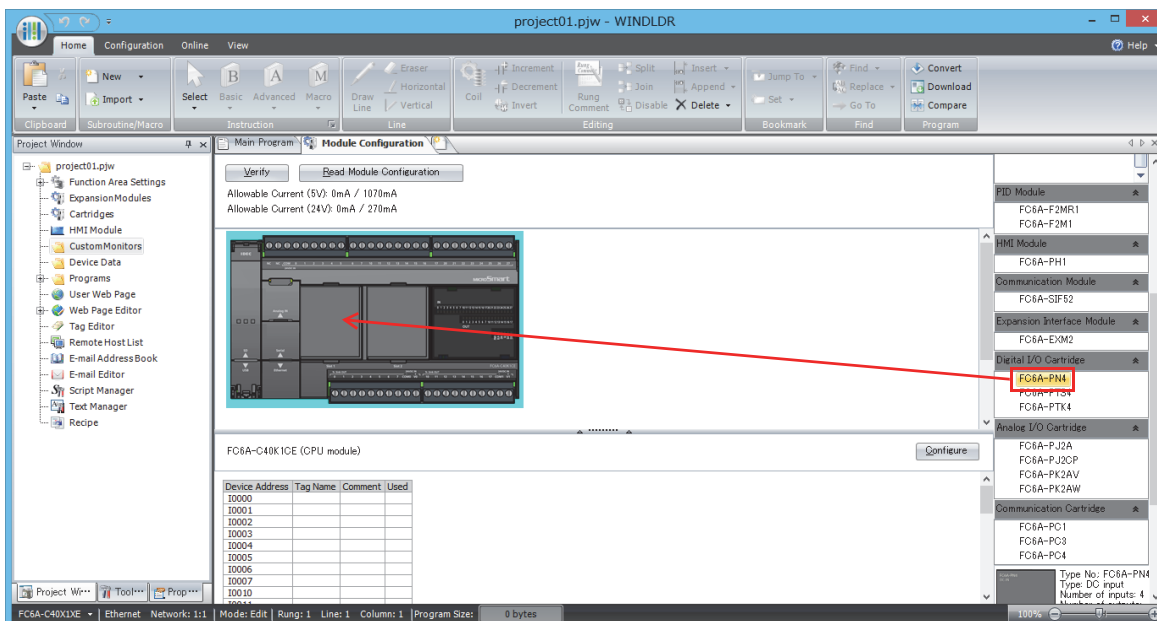 project01.pjw - WINDLDR
Home Configuration Online View Help
Paste
New
Import
Select
Basic Advanced Macro
Draw Line
Eraser
Horizontal
Vertical
Coil
Increment
Decrement
Invert
Rung Comment
Split
Join
Disable
Insert
Append
Delete
Jump To
Set
Find
Replace
Go To
Convert
Download
Compare
Clipboard Subroutine/Macro Instruction Line Editing Bookmark Find Program
Project Window
Main Program Module Configuration
project01.pjw
Function Area Settings
ExpansionModules
Cartridges
HMI Module
CustomMonitors
Device Data
Programs
User Web Page
Web Page Editor
Tag Editor
Remote Host List
E-mail Address Book
E-mail Editor
Script Manager
Text Manager
Recipe
Verify Read Module Configuration
Allowable Current (5V): 0mA / 1070mA
Allowable Current (24V): 0mA / 270mA
microSmart
FC6A-C40K1CE (CPU module)
Configure
Device Address Tag Name Comment Used
I0000
I0001
I0002
I0003
I0004
I0005
I0006
I0007
I0010
I0011
PID Module
FC6A-F2MR1
FC6A-F2M1
HMI Module
FC6A-PH1
Communication Module
FC6A-SIF52
Expansion Interface Module
FC6A-EXM2
Digital I/O Cartridge
FC6A-PN4
FC6A-PTS4
FC6A-PTK4
Analog I/O Cartridge
FC6A-PJ2A
FC6A-PJ2CP
FC6A-PK2AV
FC6A-PK2AW
Communication Cartridge
FC6A-PC1
FC6A-PC3
FC6A-PC4
Type No.: FC6A-PN4
Type: DC input
Number of inputs: 4
Project Wi··· Tool··· Prop···
FC6A-C40X1XE Ethernet Network: 1:1 Mode: Edit Rung: 1 Line: 1 Column: 1 Program Size: 0 bytes 100%